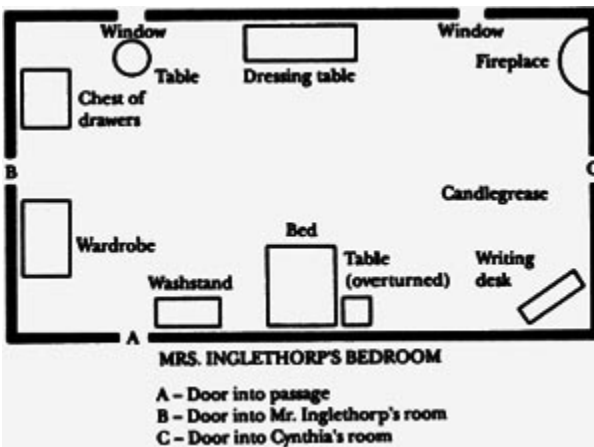 Window
Window
Table
Dressing table
Fireplace
Chest of
drawers
B
C
Candlegrease
Wardrobe
Bed
Washstand
Table
(overturned)
Writing
desk
A
MRS. INGLETHORP'S BEDROOM
A – Door into passage
B – Door into Mr. Inglethorp's room
C – Door into Cynthia's room